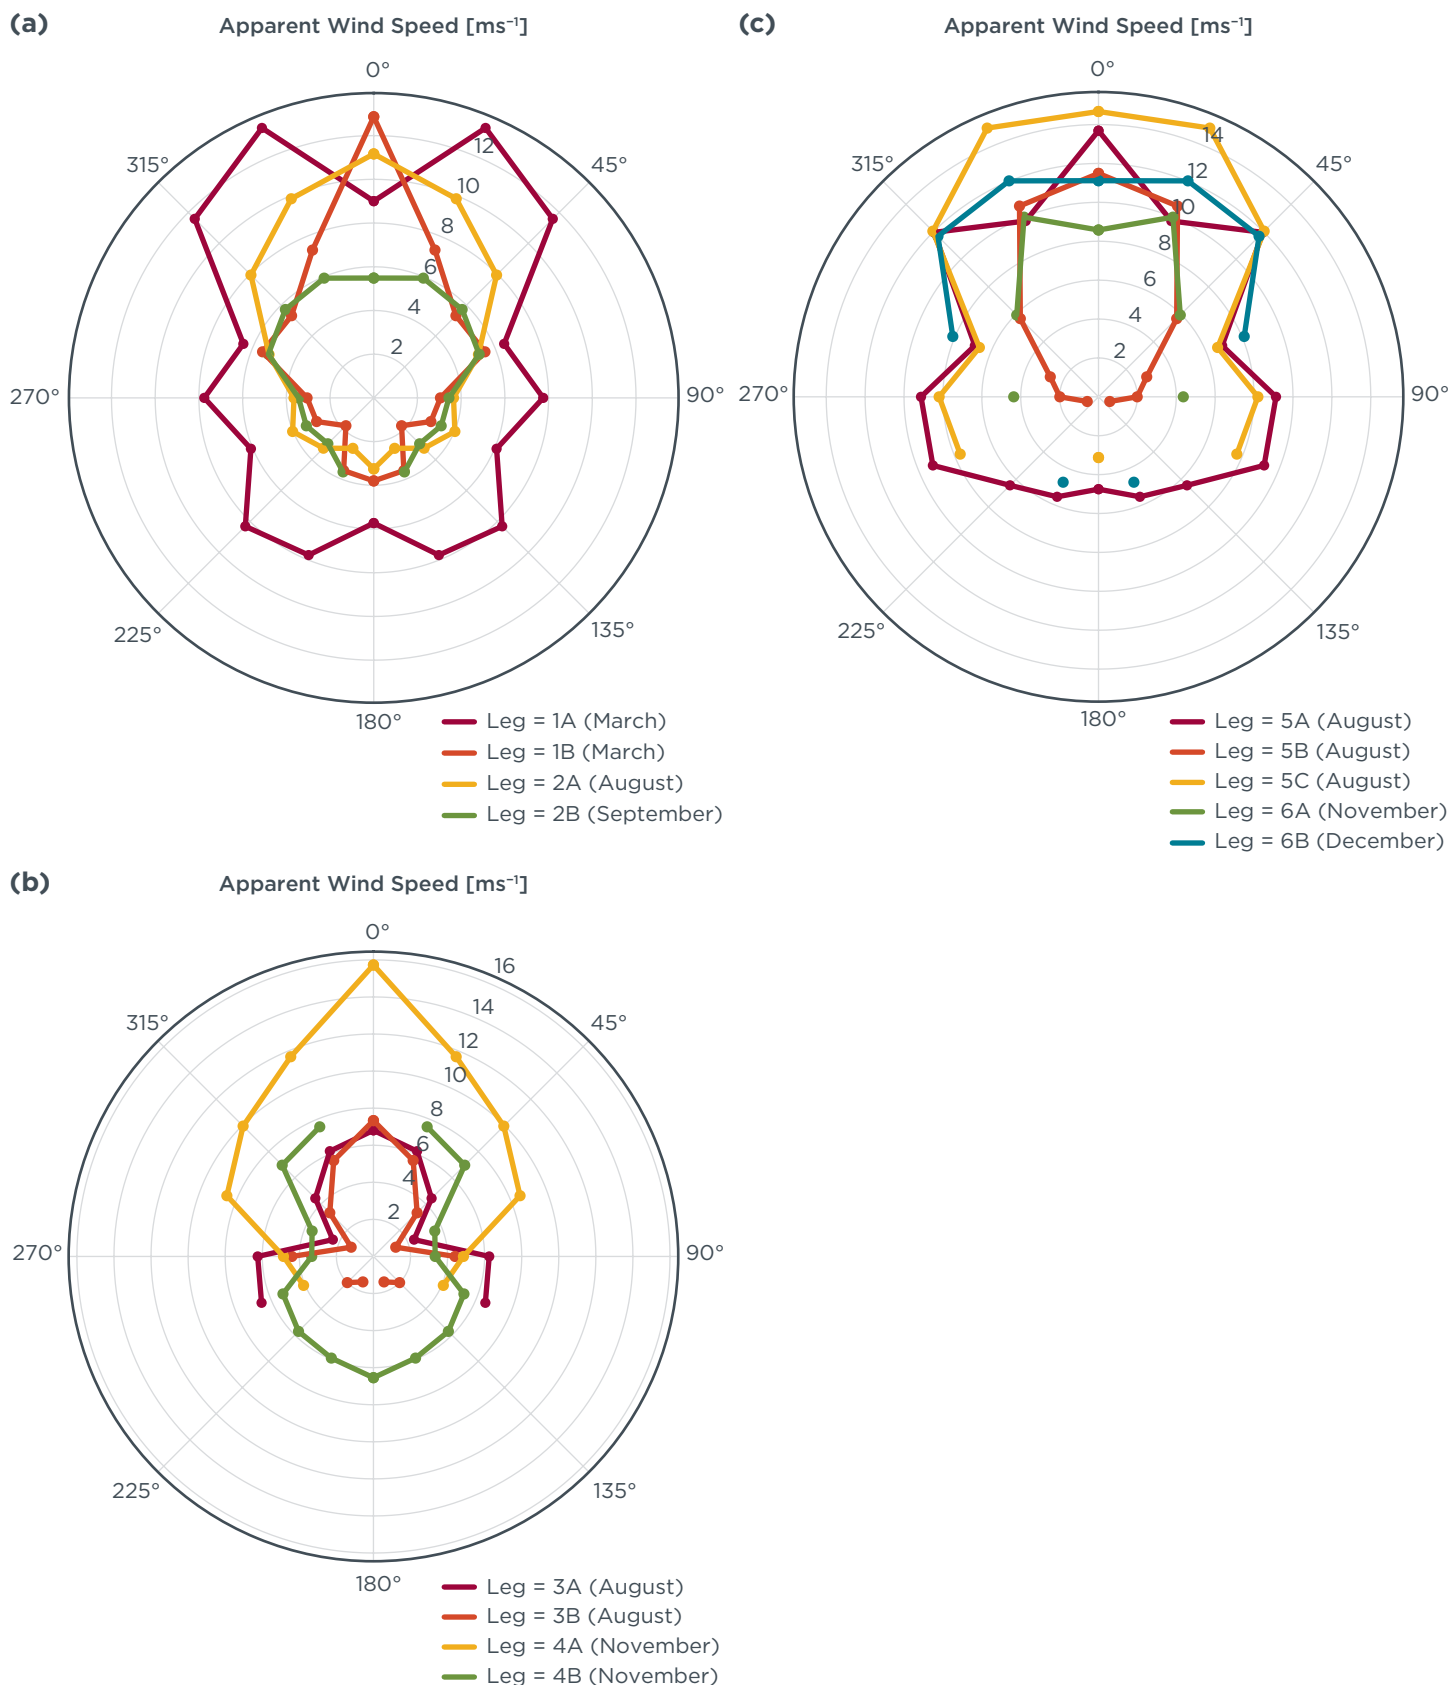 (a)
Apparent Wind Speed [ms⁻¹]
0°
315°
45°
12
10
8
6
4
2
270°
90°
225°
135°
180°
Leg = 1A (March)
Leg = 1B (March)
Leg = 2A (August)
Leg = 2B (September)
(c)
Apparent Wind Speed [ms⁻¹]
0°
315°
45°
14
12
10
8
6
4
2
270°
90°
225°
135°
180°
Leg = 5A (August)
Leg = 5B (August)
Leg = 5C (August)
Leg = 6A (November)
Leg = 6B (December)
(b)
Apparent Wind Speed [ms⁻¹]
0°
315°
45°
16
14
12
10
8
6
4
2
270°
90°
225°
135°
180°
Leg = 3A (August)
Leg = 3B (August)
Leg = 4A (November)
Leg = 4B (November)